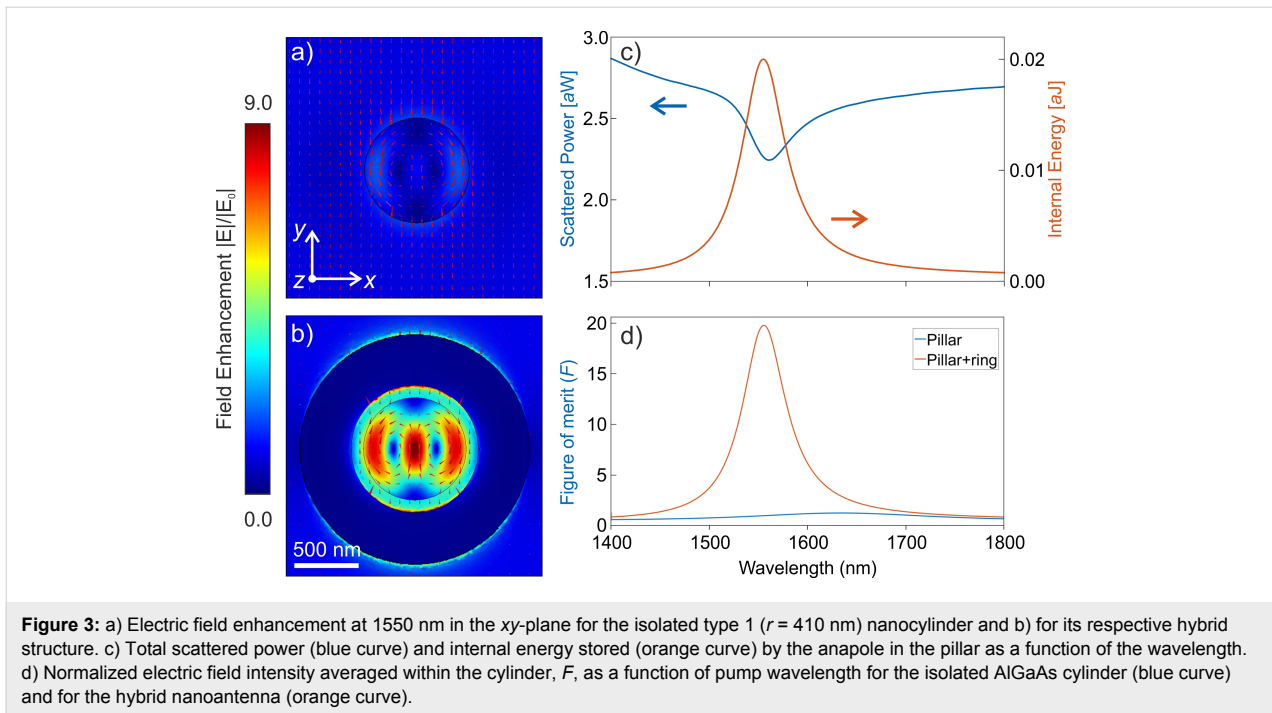 a)
9.0
Field Enhancement |E|/|E₀|
0.0
y
z
x
b)
500 nm
c)
3.0
2.5
2.0
1.5
Scattered Power [aW]
0.02
0.01
0.00
Internal Energy [aJ]
d)
20
15
10
5
0
Figure of merit (F)
Pillar
Pillar+ring
1400
1500
1600
1700
1800
Wavelength (nm)
Figure 3: a) Electric field enhancement at 1550 nm in the xy-plane for the isolated type 1 (r = 410 nm) nanocylinder and b) for its respective hybrid
structure. c) Total scattered power (blue curve) and internal energy stored (orange curve) by the anapole in the pillar as a function of the wavelength.
d) Normalized electric field intensity averaged within the cylinder, F, as a function of pump wavelength for the isolated AlGaAs cylinder (blue curve)
and for the hybrid nanoantenna (orange curve).